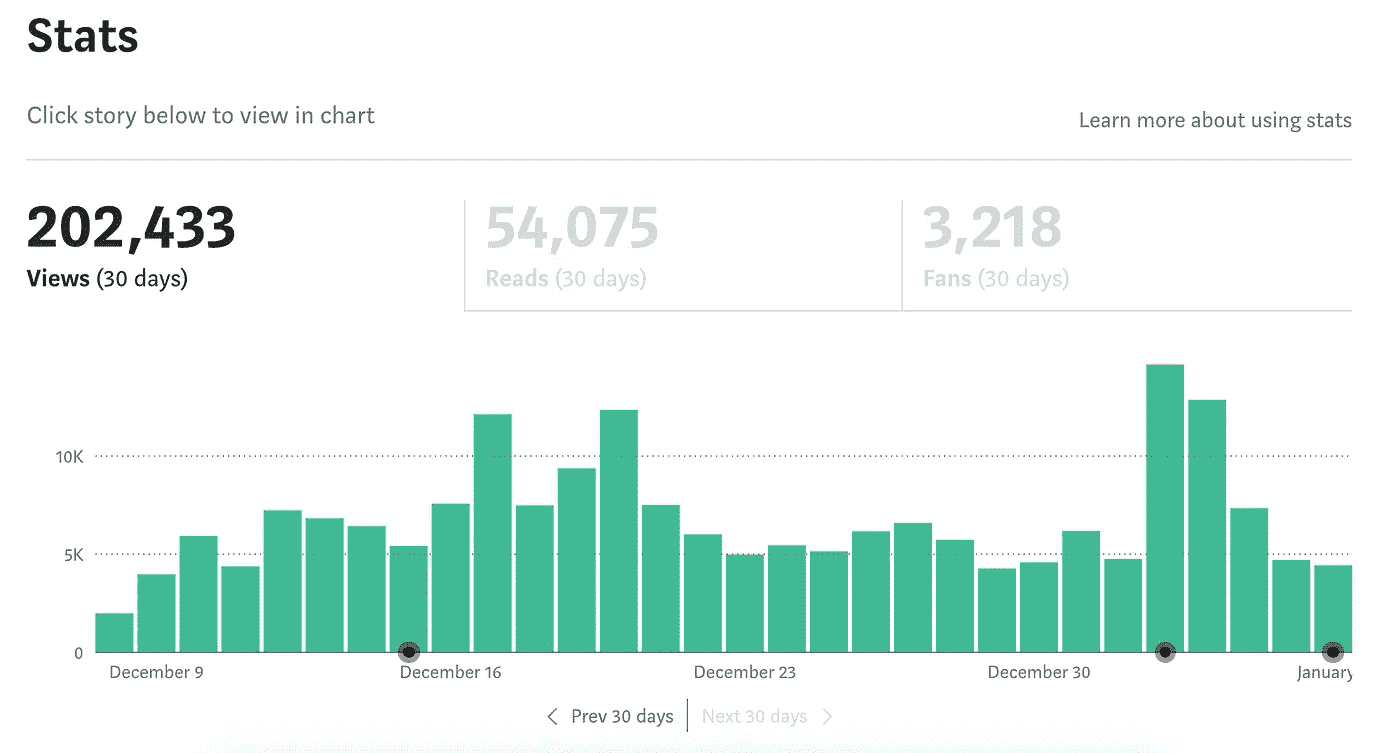 Stats
Click story below to view in chart
Learn more about using stats
202,433
Views (30 days)
54,075
Reads (30 days)
3,218
Fans (30 days)
10K
5K
0
December 9
December 16
December 23
December 30
January
Prev 30 days
Next 30 days